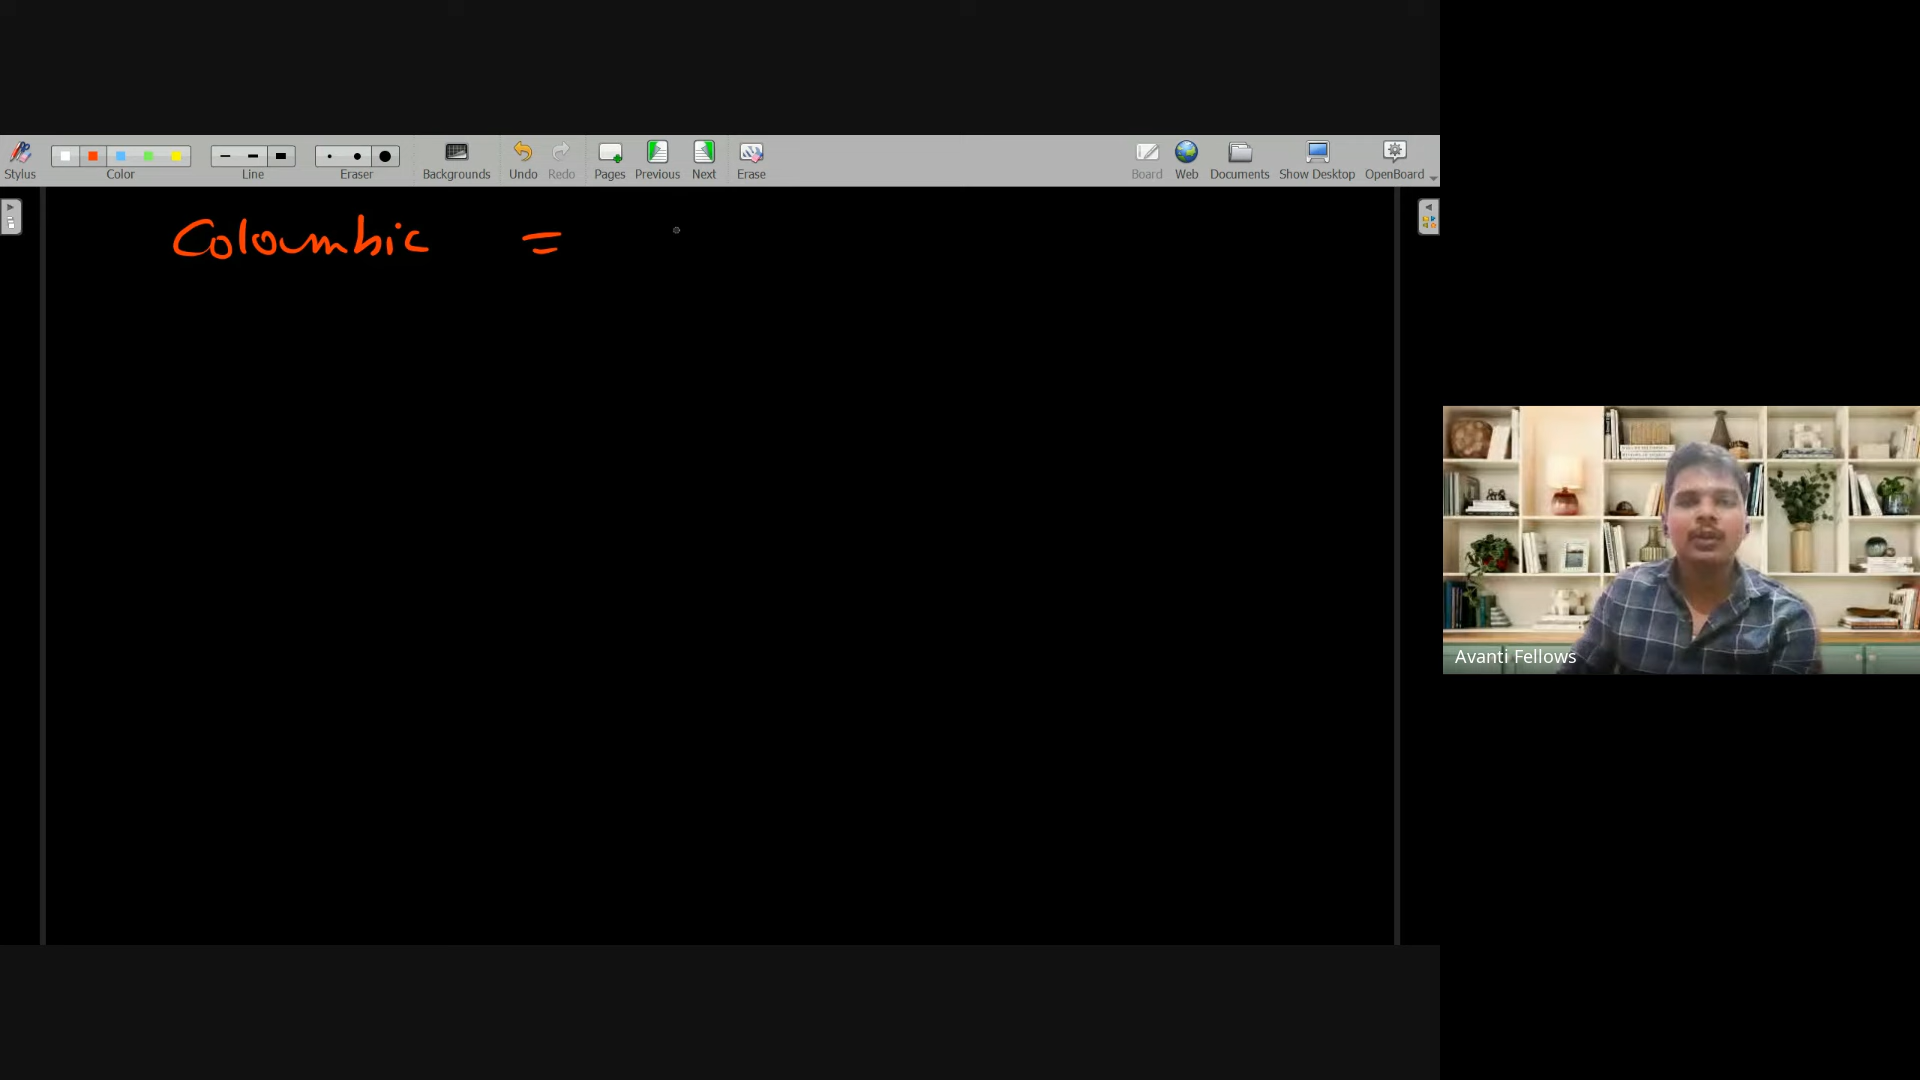 Stylus Color Line Eraser Backgrounds Undo Redo Pages Previous Next Erase Board Web Documents Show Desktop OpenBoard
Coloumbic =
Avanti Fellows